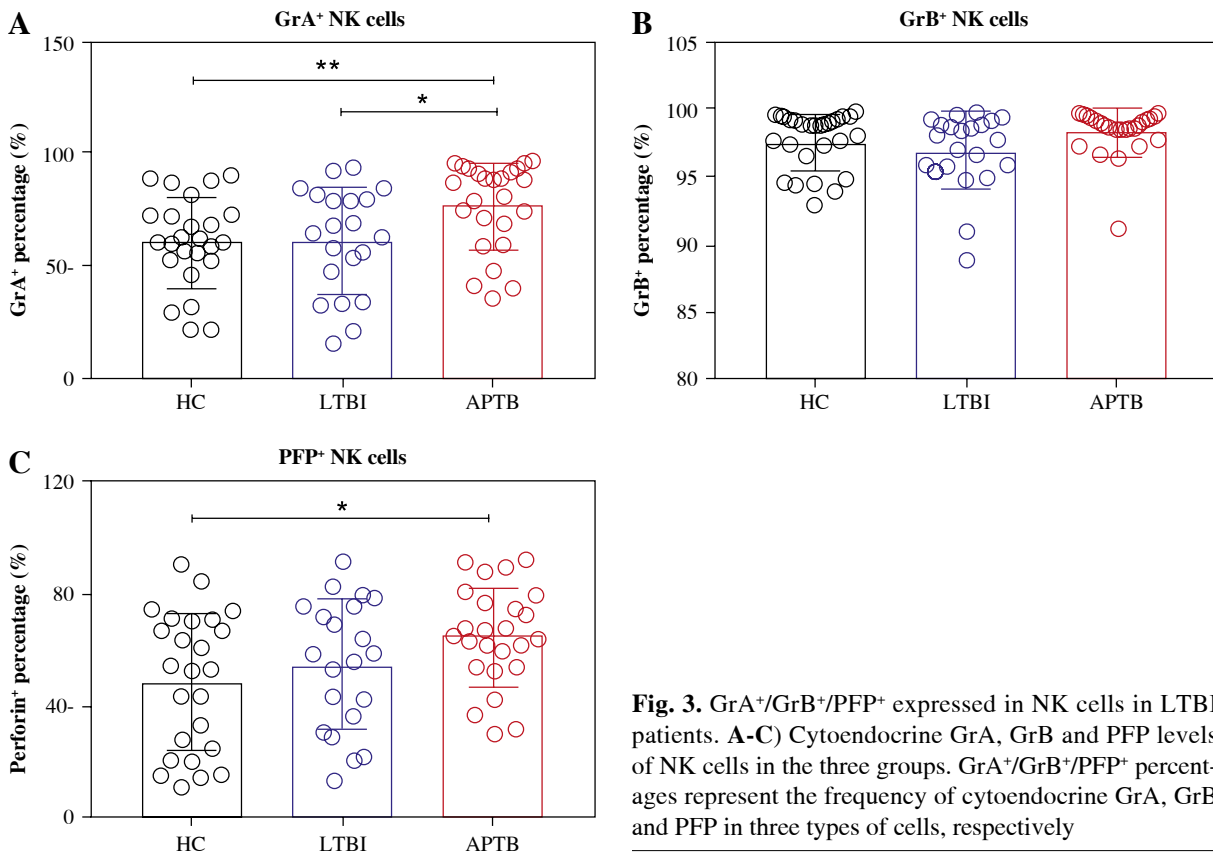 A
GrA⁺ NK cells
GrA⁺ percentage (%)
150
100
50-
0
**
*
HC LTBI APTB
B
GrB⁺ NK cells
GrB⁺ percentage (%)
105
100
95
90
85
80
HC LTBI APTB
C
PFP⁺ NK cells
Perforin⁺ percentage (%)
120
80
40-
0
*
HC LTBI APTB
Fig. 3. GrA⁺/GrB⁺/PFP⁺ expressed in NK cells in LTBI
patients. A-C) Cytoendocrine GrA, GrB and PFP levels
of NK cells in the three groups. GrA⁺/GrB⁺/PFP⁺ percent-
ages represent the frequency of cytoendocrine GrA, GrB
and PFP in three types of cells, respectively